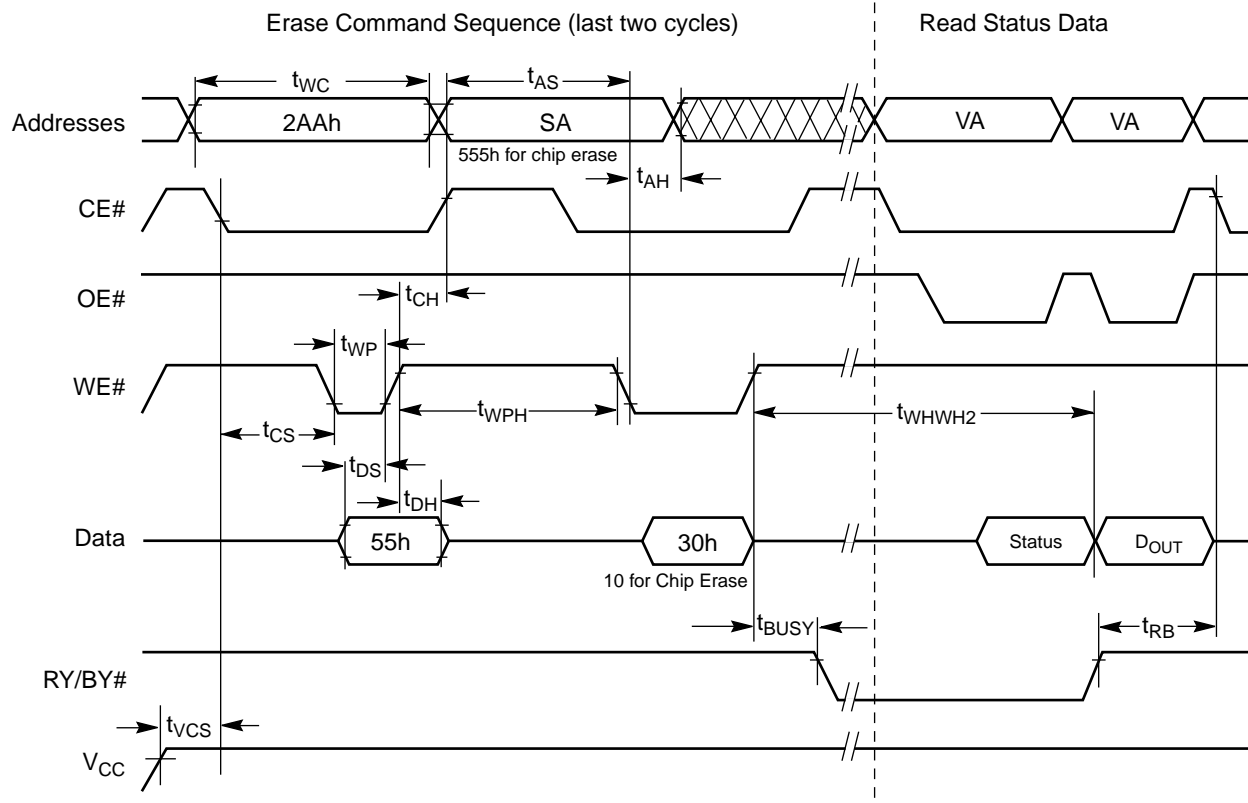 Erase Command Sequence (last two cycles) Read Status Data
tWC tAS
Addresses 2AAh SA VA VA
555h for chip erase
tAH
CE#
OE# tCH
tWP
WE#
tWPH tWHWH2
tCS
tDS
tDH
Data 55h 30h Status DOUT
10 for Chip Erase
tBUSY tRB
RY/BY#
tVCS
VCC